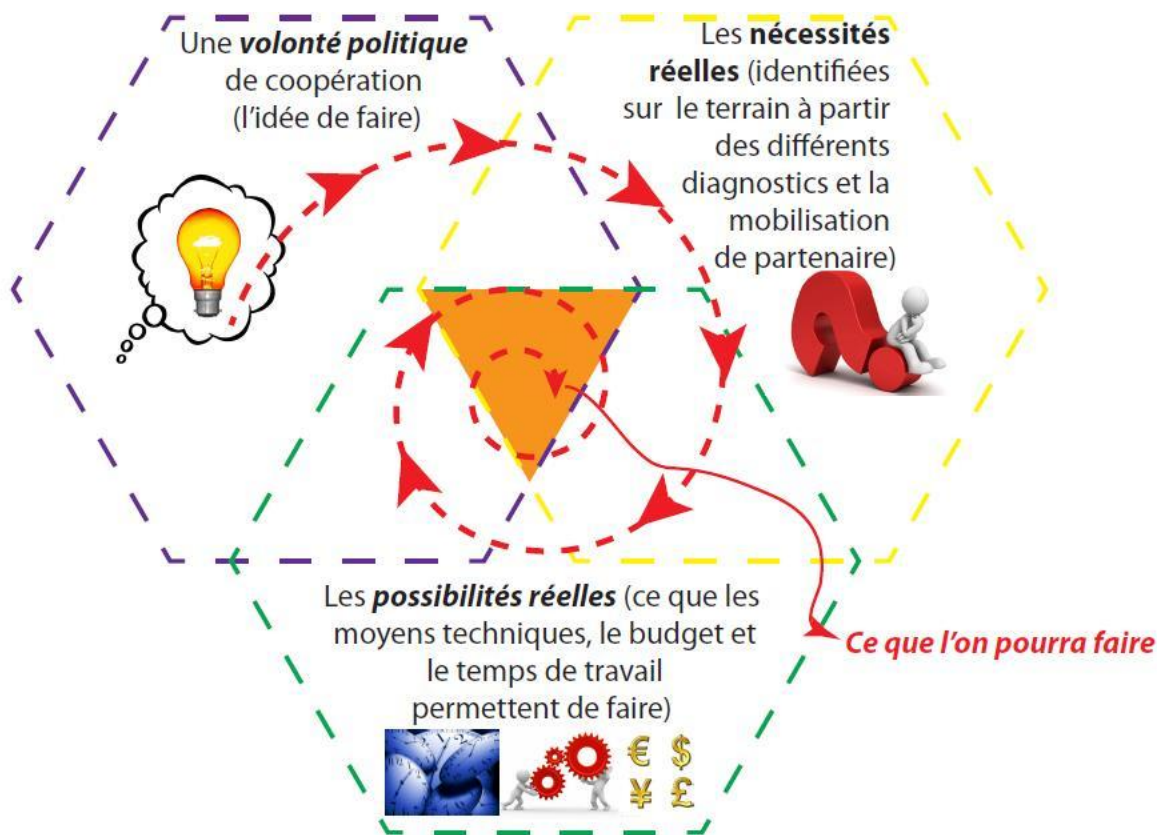 Une volonté politique
de coopération
(l'idée de faire)
Les nécessités
réelles (identifiées
sur le terrain à partir
des différents
diagnostics et la
mobilisation
de partenaire)
Les possibilités réelles (ce que les
moyens techniques, le budget et
le temps de travail
permettent de faire)
Ce que l'on pourra faire
€ $
¥ £